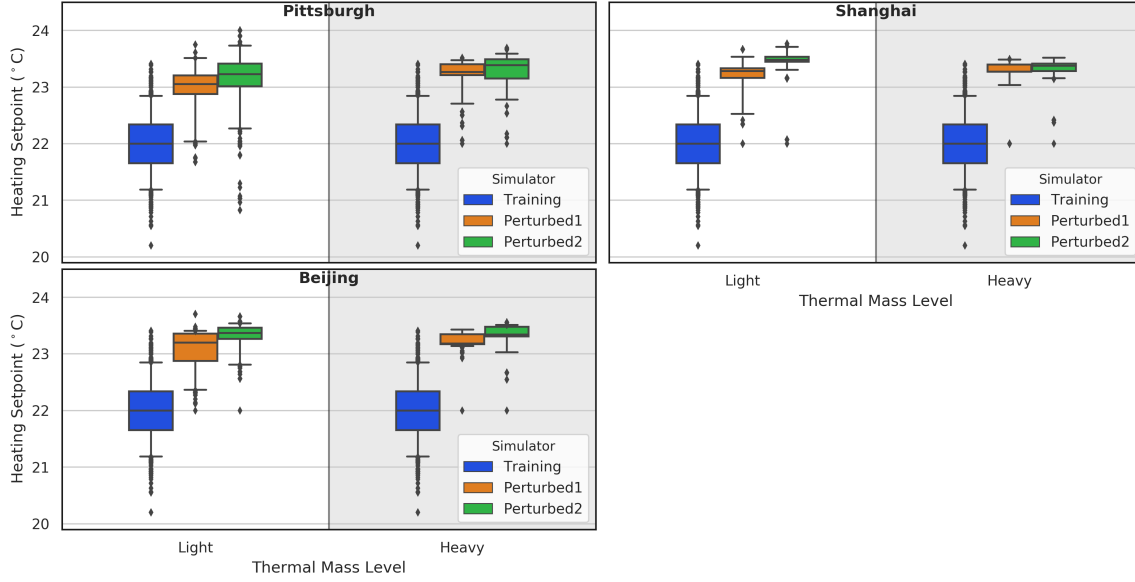 Pittsburgh
Heating Setpoint (°C)
24
23
22
21
20
Simulator
Training
Perturbed1
Perturbed2
Shanghai
Simulator
Training
Perturbed1
Perturbed2
Light
Heavy
Thermal Mass Level
Beijing
Heating Setpoint (°C)
24
23
22
21
20
Simulator
Training
Perturbed1
Perturbed2
Light
Heavy
Thermal Mass Level